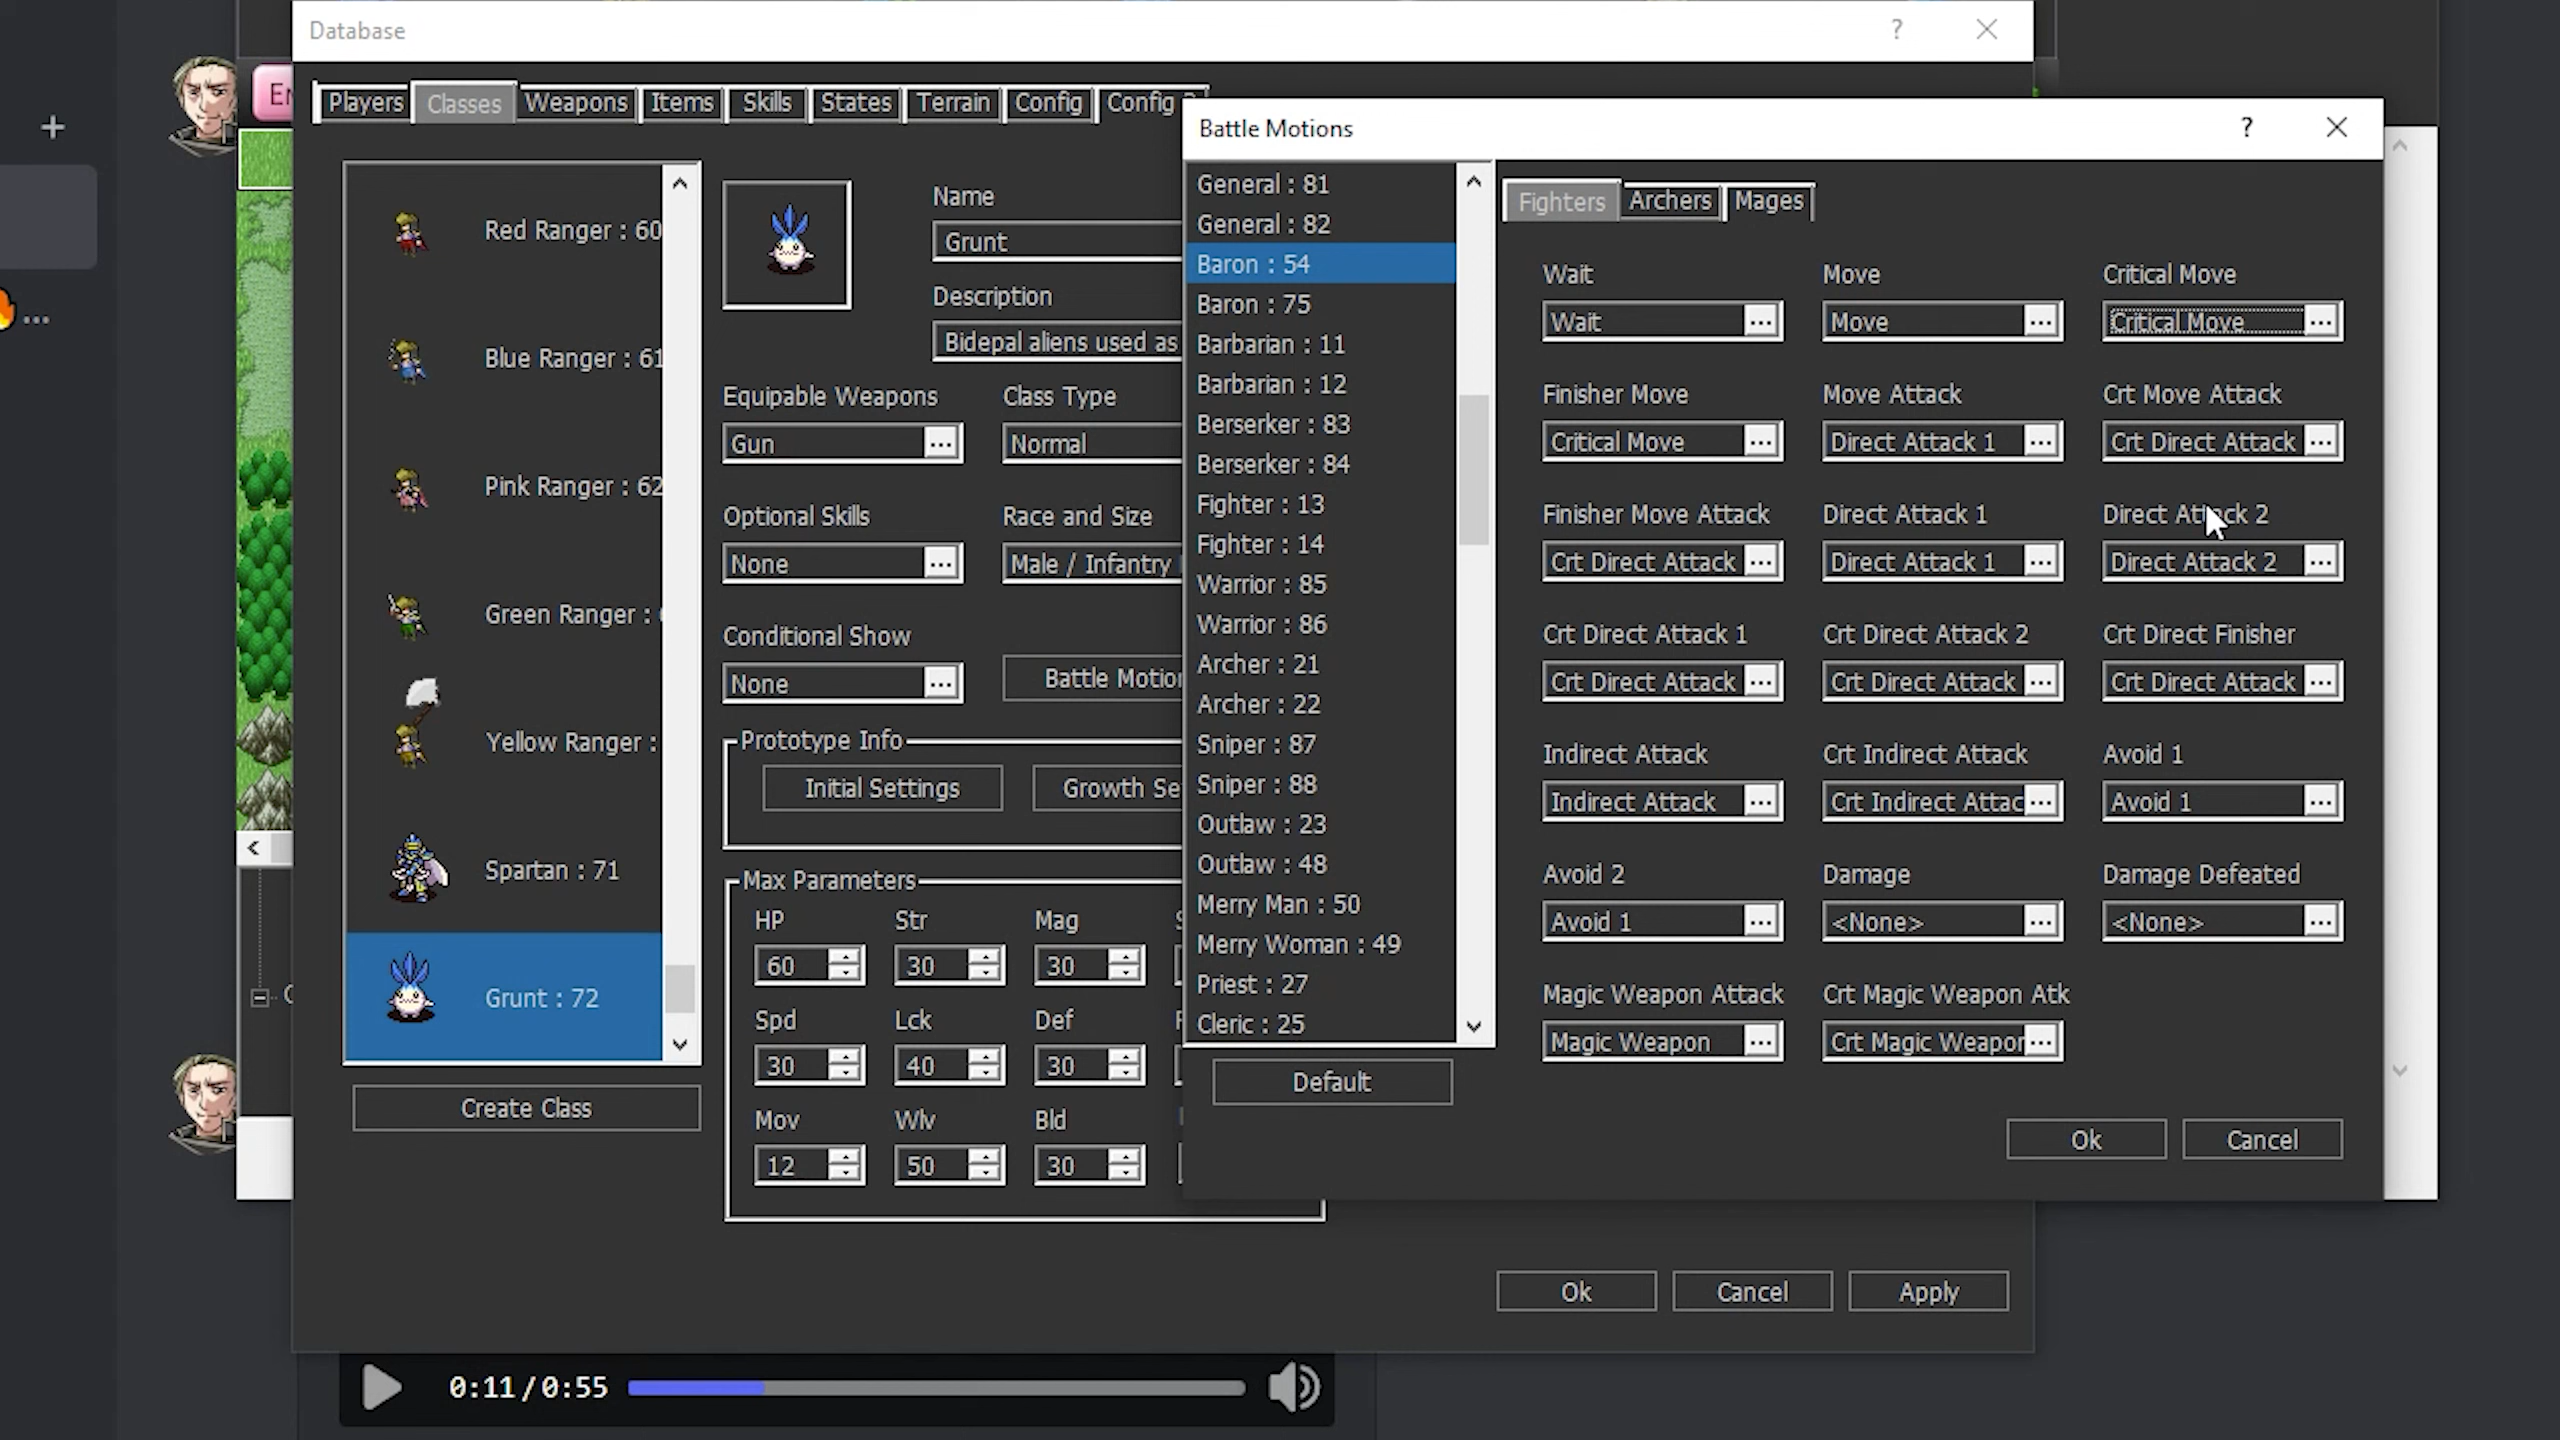 Database
Players Classes Weapons Items Skills States Terrain Config Config
Red Ranger : 60
Blue Ranger : 61
Pink Ranger : 62
Green Ranger :
Yellow Ranger :
Spartan : 71
Grunt : 72
Create Class
Name
Grunt
Description
Bidepal aliens used as
Equipable Weapons Class Type
Gun ... Normal
Optional Skills Race and Size
None ... Male / Infantry
Conditional Show
None ... Battle Motion
Prototype Info
Initial Settings Growth Se
Max Parameters
HP Str Mag
60 30 30
Spd Lck Def
30 40 30
Mov Wlv Bld
12 50 30
Ok Cancel Apply
Battle Motions
General : 81
General : 82
Baron : 54
Baron : 75
Barbarian : 11
Barbarian : 12
Berserker : 83
Berserker : 84
Fighter : 13
Fighter : 14
Warrior : 85
Warrior : 86
Archer : 21
Archer : 22
Sniper : 87
Sniper : 88
Outlaw : 23
Outlaw : 48
Merry Man : 50
Merry Woman : 49
Priest : 27
Cleric : 25
Default
Fighters Archers Mages
Wait Move Critical Move
Wait ... Move ... Critical Move ...
Finisher Move Move Attack Crt Move Attack
Critical Move ... Direct Attack 1 ... Crt Direct Attack ...
Finisher Move Attack Direct Attack 1 Direct Attack 2
Crt Direct Attack ... Direct Attack 1 ... Direct Attack 2 ...
Crt Direct Attack 1 Crt Direct Attack 2 Crt Direct Finisher
Crt Direct Attack ... Crt Direct Attack ... Crt Direct Attack ...
Indirect Attack Crt Indirect Attack Avoid 1
Indirect Attack ... Crt Indirect Attac... Avoid 1 ...
Avoid 2 Damage Damage Defeated
Avoid 1 ... <None> ... <None> ...
Magic Weapon Attack Crt Magic Weapon Atk
Magic Weapon ... Crt Magic Weapon...
Ok Cancel
0:11/0:55